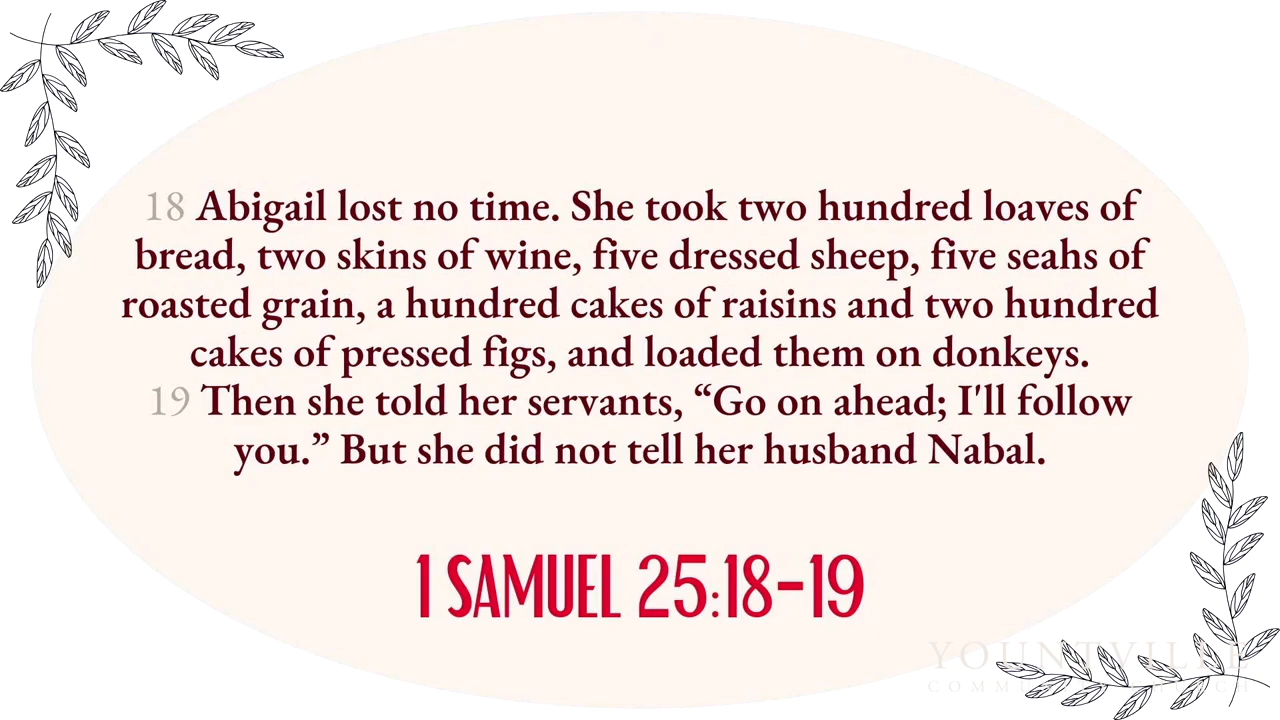 18 Abigail lost no time. She took two hundred loaves of
bread, two skins of wine, five dressed sheep, five seahs of
roasted grain, a hundred cakes of raisins and two hundred
cakes of pressed figs, and loaded them on donkeys.
19 Then she told her servants, “Go on ahead; I'll follow
you.” But she did not tell her husband Nabal.
1 SAMUEL 25:18-19
YOUNTVILLE